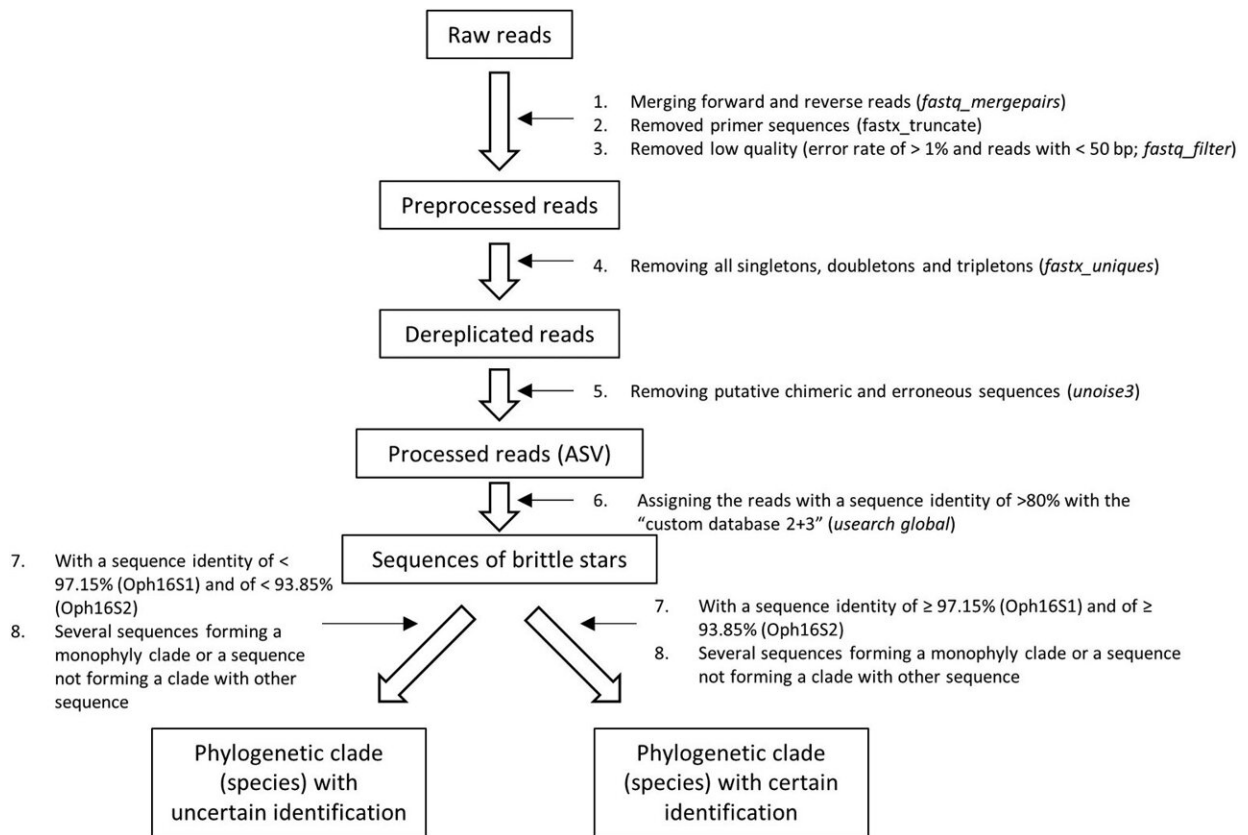 Raw reads
1. Merging forward and reverse reads (fastq_mergepairs)
2. Removed primer sequences (fastx_truncate)
3. Removed low quality (error rate of > 1% and reads with < 50 bp; fastq_filter)
Preprocessed reads
4. Removing all singletons, doubletons and tripletons (fastx_uniques)
Dereplicated reads
5. Removing putative chimeric and erroneous sequences (unoise3)
Processed reads (ASV)
6. Assigning the reads with a sequence identity of >80% with the
“custom database 2+3” (usearch global)
Sequences of brittle stars
7. With a sequence identity of <
97.15% (Oph16S1) and of < 93.85%
(Oph16S2)
8. Several sequences forming a
monophyly clade or a sequence
not forming a clade with other
sequence
7. With a sequence identity of ≥ 97.15% (Oph16S1) and of ≥
93.85% (Oph16S2)
8. Several sequences forming a monophyly clade or a sequence
not forming a clade with other sequence
Phylogenetic clade
(species) with
uncertain identification
Phylogenetic clade
(species) with certain
identification